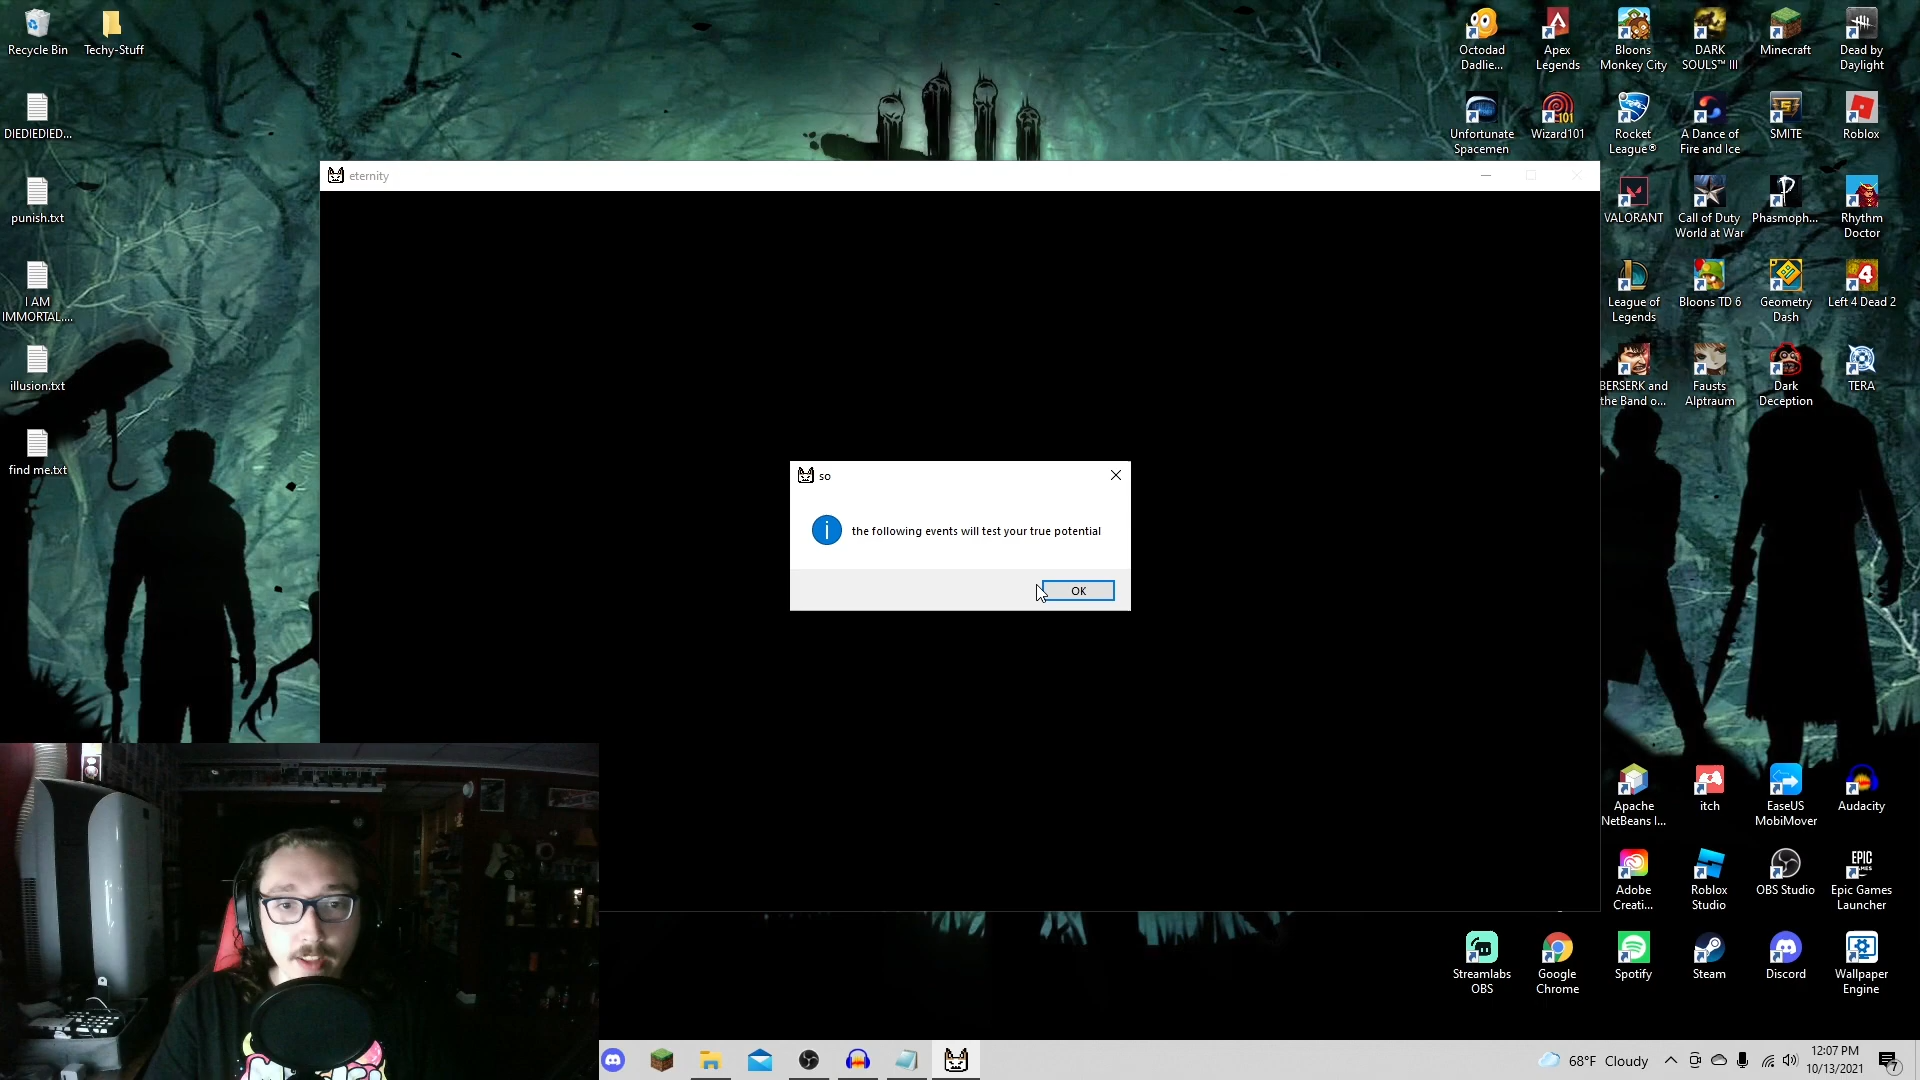 Recycle Bin
Techy-Stuff
DIEDIEDIED...
punish.txt
I AM
IMMORTAL....
illusion.txt
find me.txt
eternity
so
the following events will test your true potential
OK
Octodad
Dadlie...
Apex
Legends
Bloons
Monkey City
DARK
SOULS™ III
Minecraft
Dead by
Daylight
Unfortunate
Spacemen
Wizard101
Rocket
League®
A Dance of
Fire and Ice
SMITE
Roblox
VALORANT
Call of Duty
World at War
Phasmoph...
Rhythm
Doctor
League of
Legends
Bloons TD 6
Geometry
Dash
Left 4 Dead 2
BERSERK and
the Band o...
Fausts
Alptraum
Dark
Deception
TERA
Apache
NetBeans I...
itch
EaseUS
MobiMover
Audacity
Adobe
Creati...
Roblox
Studio
OBS Studio
EPIC
Epic Games
Launcher
Streamlabs
OBS
Google
Chrome
Spotify
Steam
Discord
Wallpaper
Engine
68°F Cloudy
12:07 PM
10/13/2021
7